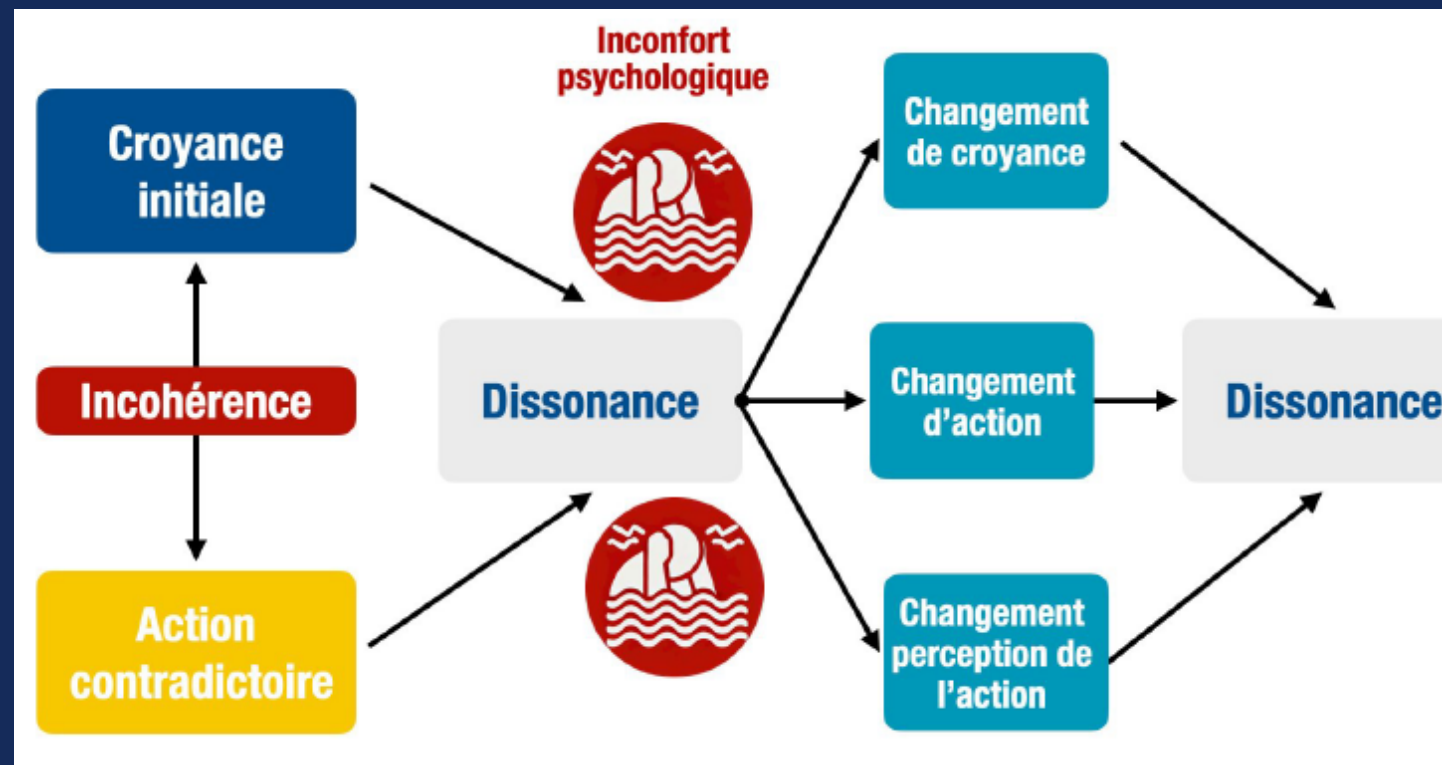 Inconfort
psychologique
Croyance
initiale
Changement
de croyance
Incohérence
Dissonance
Changement
d'action
Dissonance
Action
contradictoire
Changement
perception de
l'action